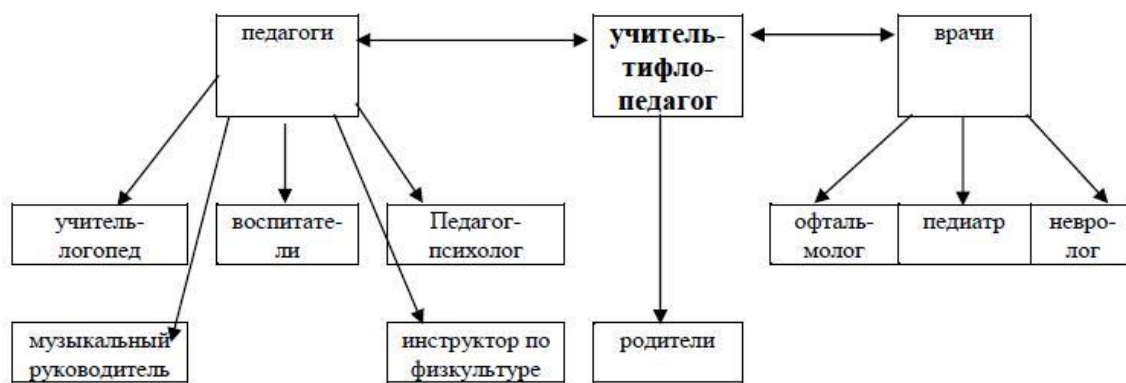 педагоги
учитель-
тифло-
педагог
врачи
учитель-
логопед
воспитате-
ли
Педагог-
психолог
офталь-
молог
педиатр
невро-
лог
музыкальный
руководитель
инструктор по
физкультуре
родители